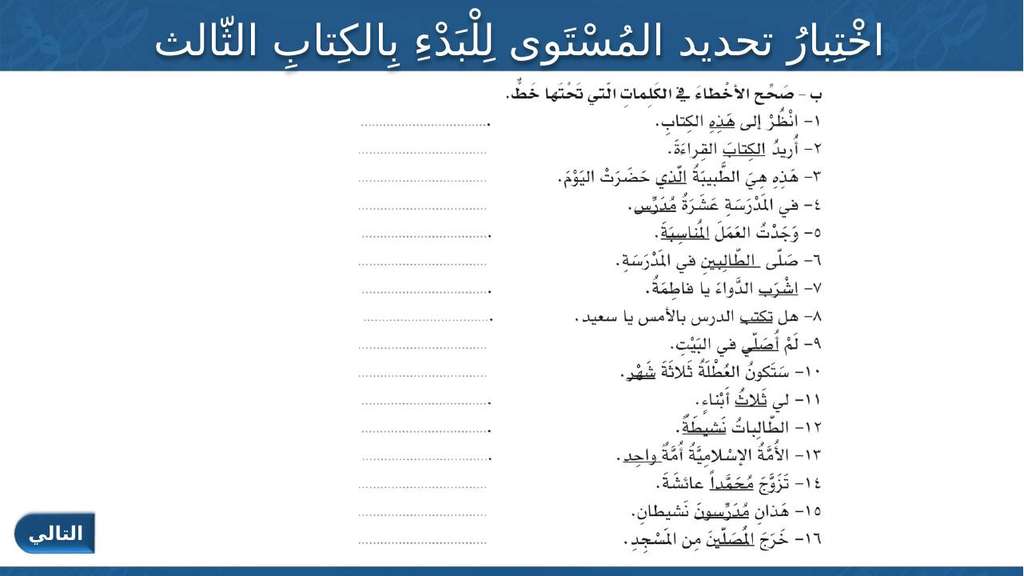 اخْتِبارُ تحديد المُسْتَوى لِلْبَدْءِ بِالكِتابِ الثّالث
ب - صَحِّح الأخْطاءَ في الكَلِماتِ الّتي تَحْتَها خَطٌّ.
١- انْظُرْ إلى هَذِهِ الكِتابِ. ................................
٢- أُريدُ الكِتابَ القِراءَةَ. ................................
٣- هَذِهِ هِيَ الطَّبيبَةُ الّذي حَضَرَتْ اليَوْمَ. ................................
٤- في المَدْرَسَةِ عَشَرَةُ مُدَرِّس. ................................
٥- وَجَدْتُ العَمَلَ المُناسِبَةَ. ................................
٦- صَلّى الطّالِبينِ في المَدْرَسَةِ. ................................
٧- اشْرَب الدَّواءَ يا فاطِمَةُ. ................................
٨- هل تكتب الدرس بالأمس يا سعيد. ................................
٩- لَمْ أُصَلّي في البَيْتِ. ................................
١٠- سَتَكونُ العُطْلَةُ ثَلاثَةَ شَهْر. ................................
١١- لي ثَلاثُ أَبْناءٍ. ................................
١٢- الطّالِباتُ نَشيطَةٌ. ................................
١٣- الأُمَّةُ الإسْلامِيَّةُ أُمَّةٌ واحِد. ................................
١٤- تَزَوَّجَ مُحَمَّداً عائشَةَ. ................................
١٥- هَذانِ مُدَرِّسونَ نَشيطانِ. ................................
١٦- خَرَجَ المُصَلّينَ مِن المَسْجِدِ. ................................
التالي